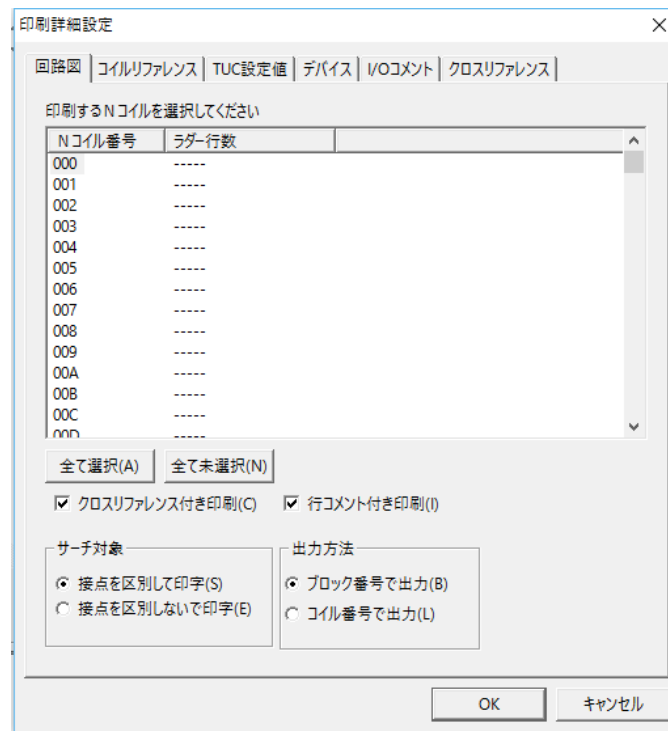 印刷詳細設定
回路図 コイルリファレンス TUC設定値 デバイス I/Oコメント クロスリファレンス
印刷するNコイルを選択してください
Nコイル番号 ラダー行数
000 -----
001 -----
002 -----
003 -----
004 -----
005 -----
006 -----
007 -----
008 -----
009 -----
00A -----
00B -----
00C -----
00D -----
全て選択(A) 全て未選択(N)
クロスリファレンス付き印刷(C) 行コメント付き印刷(I)
サーチ対象 出力方法
接点を区別して印字(S) ブロック番号で出力(B)
接点を区別しないで印字(E) コイル番号で出力(L)
OK キャンセル